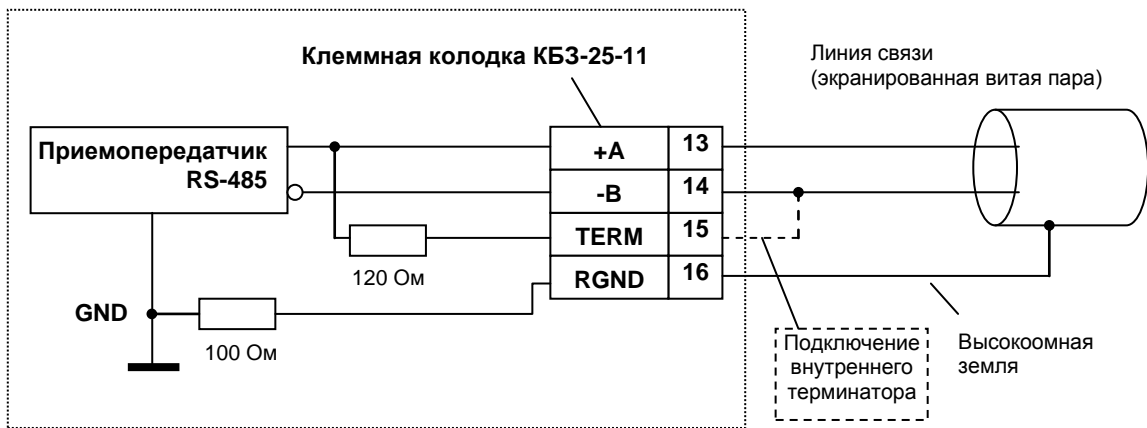 Клеммная колодка КБЗ-25-11
Линия связи
(экранированная витая пара)
Приемопередатчик
RS-485
+A 13
-B 14
TERM 15
RGND 16
120 Ом
GND
100 Ом
Подключение
внутреннего
терминатора
Высокоомная
земля